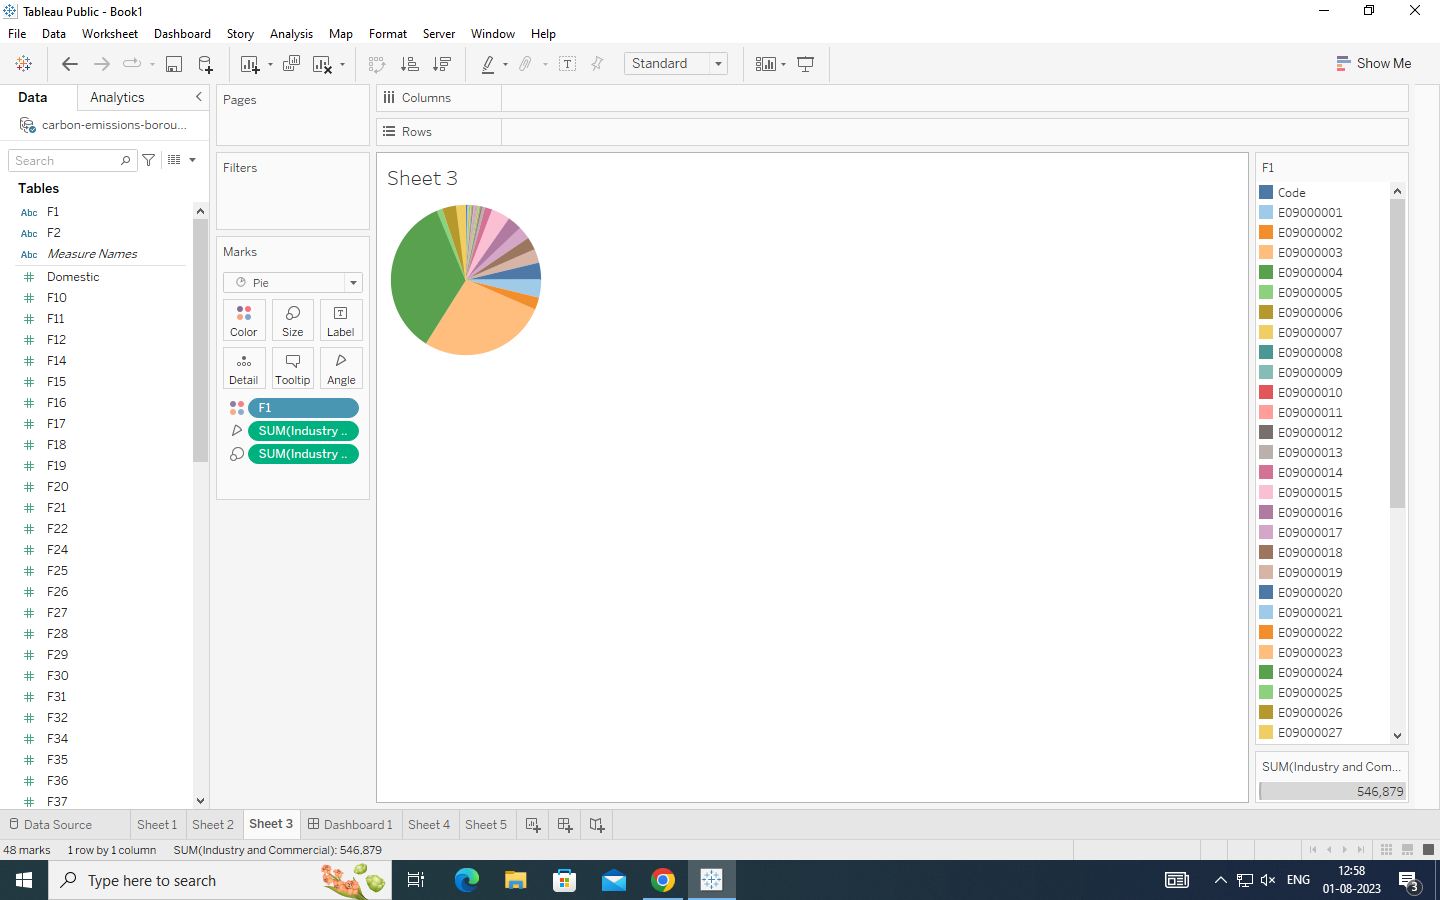 Tableau Public - Book1
File Data Worksheet Dashboard Story Analysis Map Format Server Window Help
Standard
Show Me
Data Analytics
carbon-emissions-borou...
Search
Tables
Abc F1
Abc F2
Abc Measure Names
Domestic
F10
F11
F12
F14
F15
F16
F17
F18
F19
F20
F21
F22
F24
F25
F26
F27
F28
F29
F30
F31
F32
F34
F35
F36
F37
Pages
Filters
Marks
Pie
Color Size Label
Detail Tooltip Angle
F1
SUM(Industry ..
SUM(Industry ..
Columns
Rows
Sheet 3
F1
Code
E09000001
E09000002
E09000003
E09000004
E09000005
E09000006
E09000007
E09000008
E09000009
E09000010
E09000011
E09000012
E09000013
E09000014
E09000015
E09000016
E09000017
E09000018
E09000019
E09000020
E09000021
E09000022
E09000023
E09000024
E09000025
E09000026
E09000027
SUM(Industry and Com...
546,879
Data Source Sheet 1 Sheet 2 Sheet 3 Dashboard 1 Sheet 4 Sheet 5
48 marks 1 row by 1 column SUM(Industry and Commercial): 546,879
Type here to search
ENG
12:58
01-08-2023
3